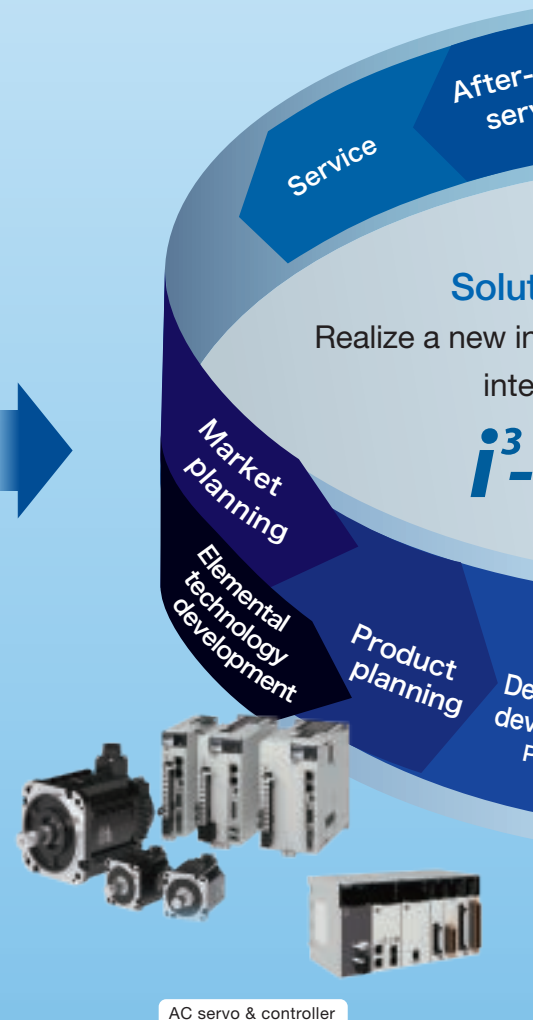 After-
serv
Service
Solut
Realize a new in
inte
i³-
Market
planning
Elemental
technology
development
Product
planning
De
dev
P
AC servo & controller